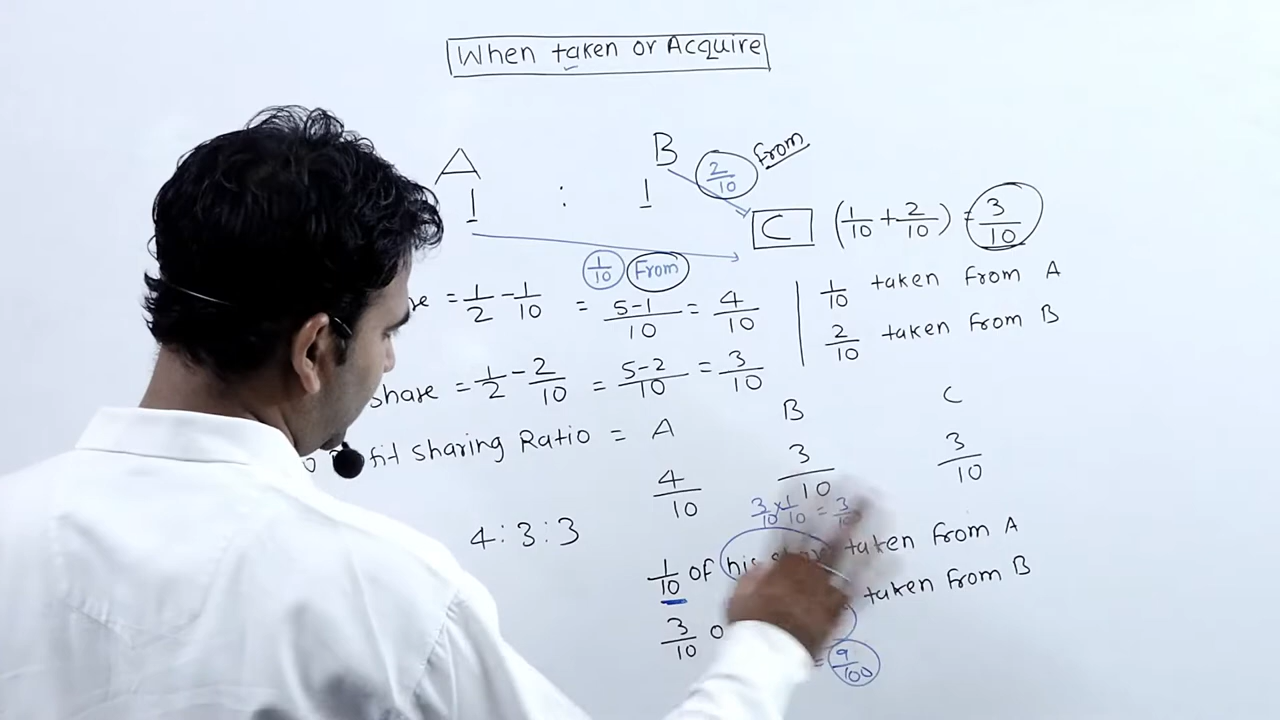 When taken or Acquire
A : B 2/10 From
1 : 1
C (1/10 + 2/10) = 3/10
1/10 From
= 1/2 - 1/10 = 5-1/10 = 4/10
1/10 taken from A
2/10 taken from B
share = 1/2 - 2/10 = 5-2/10 = 3/10
fit sharing Ratio = A B C
4/10 3/10 3/10
3/10 × 1/10 = 3/10
4:3:3
1/10 of his taken from A
3/10 taken from B
= 9/100